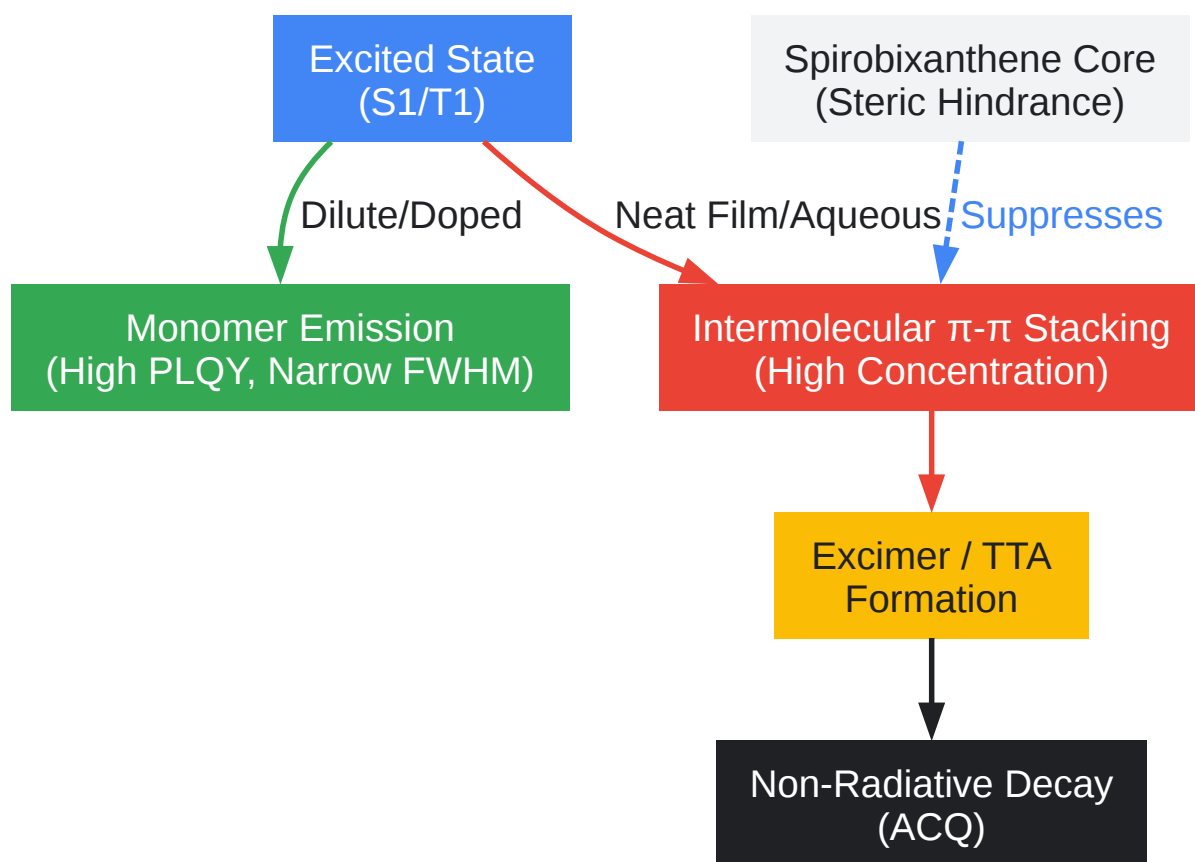 Excited State
(S1/T1)
Spirobixanthene Core
(Steric Hindrance)
Dilute/Doped
Neat Film/Aqueous
Suppresses
Monomer Emission
(High PLQY, Narrow FWHM)
Intermolecular π-π Stacking
(High Concentration)
Excimer / TTA
Formation
Non-Radiative Decay
(ACQ)